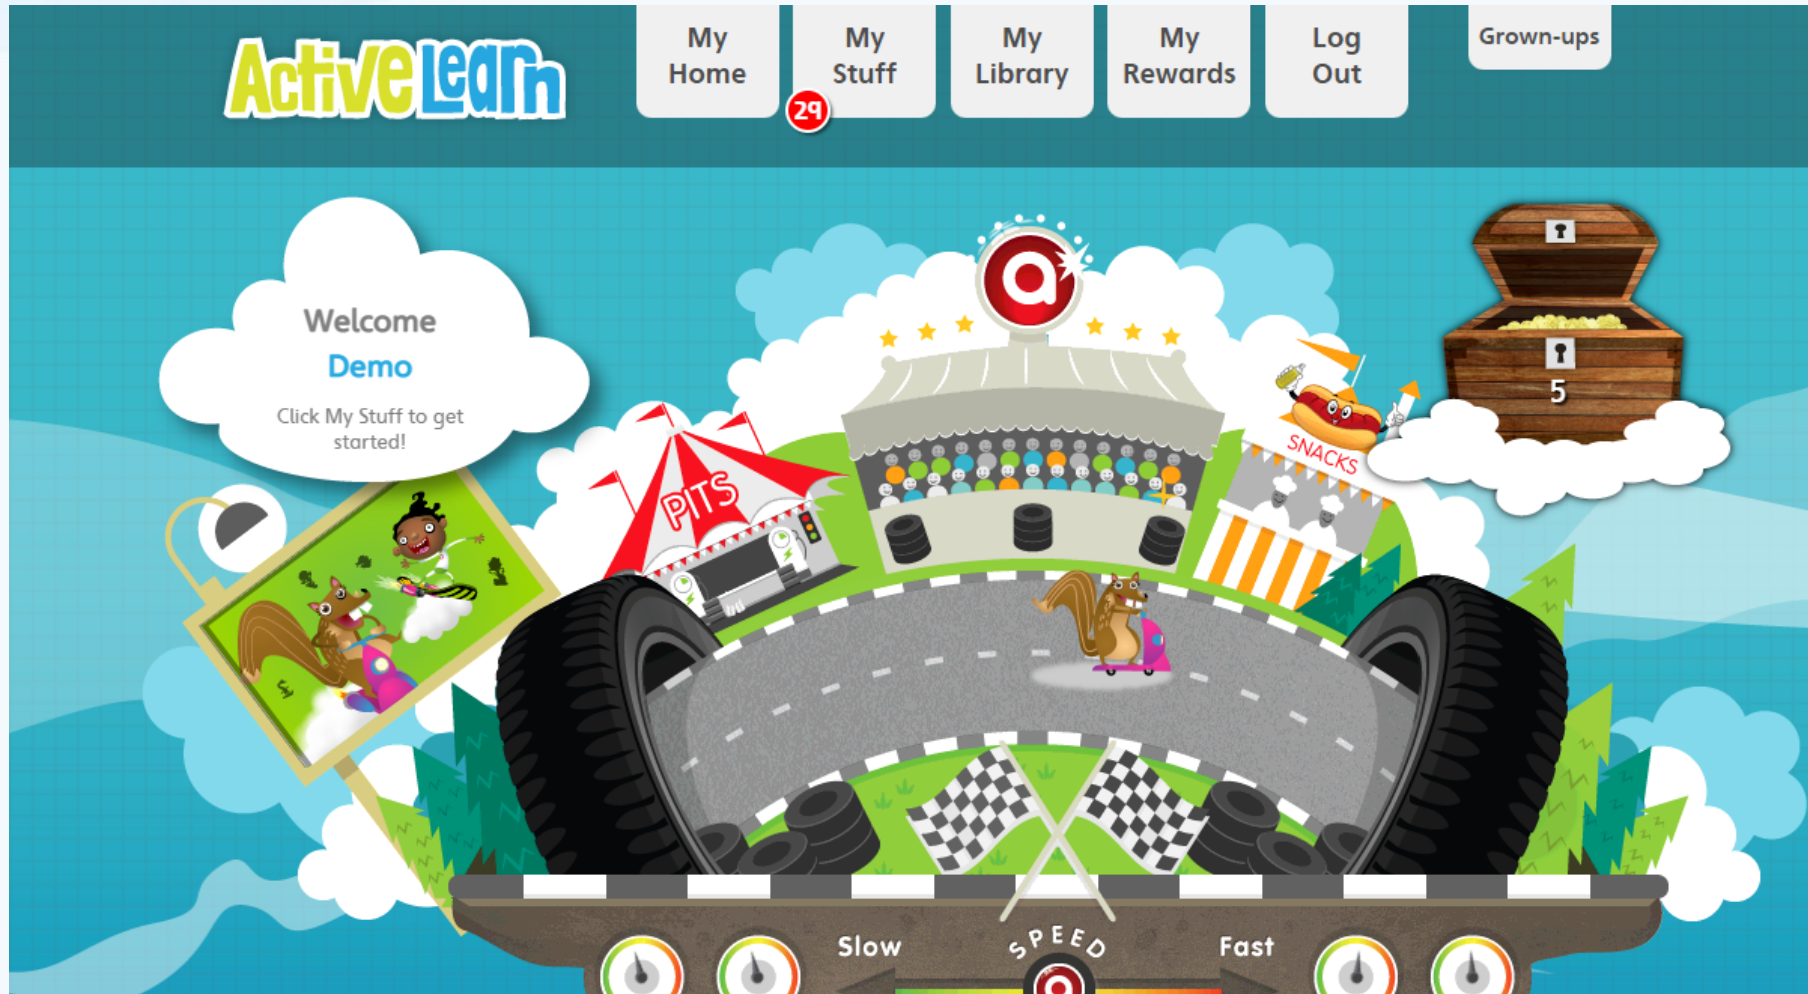 ActiveLearn
My
Home
My
Stuff
29
My
Library
My
Rewards
Log
Out
Grown-ups
Welcome
Demo
Click My Stuff to get
started!
a
5
SNACKS
PITS
Slow
SPEED
Fast
a